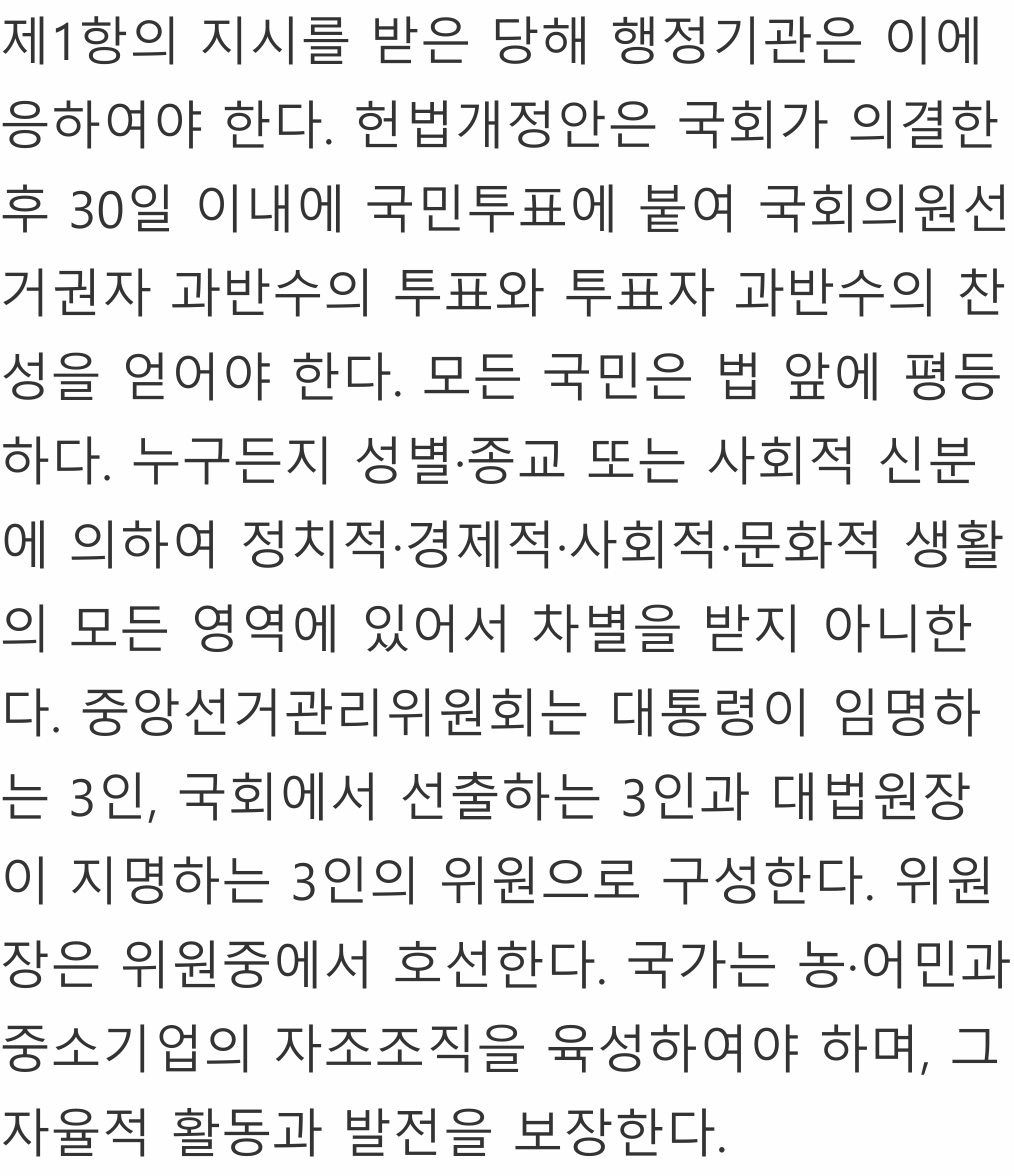 제1항의 지시를 받은 당해 행정기관은 이에
응하여야 한다. 헌법개정안은 국회가 의결한
후 30일 이내에 국민투표에 붙여 국회의원선
거권자 과반수의 투표와 투표자 과반수의 찬
성을 얻어야 한다. 모든 국민은 법 앞에 평등
하다. 누구든지 성별·종교 또는 사회적 신분
에 의하여 정치적·경제적·사회적·문화적 생활
의 모든 영역에 있어서 차별을 받지 아니한
다. 중앙선거관리위원회는 대통령이 임명하
는 3인, 국회에서 선출하는 3인과 대법원장
이 지명하는 3인의 위원으로 구성한다. 위원
장은 위원중에서 호선한다. 국가는 농·어민과
중소기업의 자조조직을 육성하여야 하며, 그
자율적 활동과 발전을 보장한다.